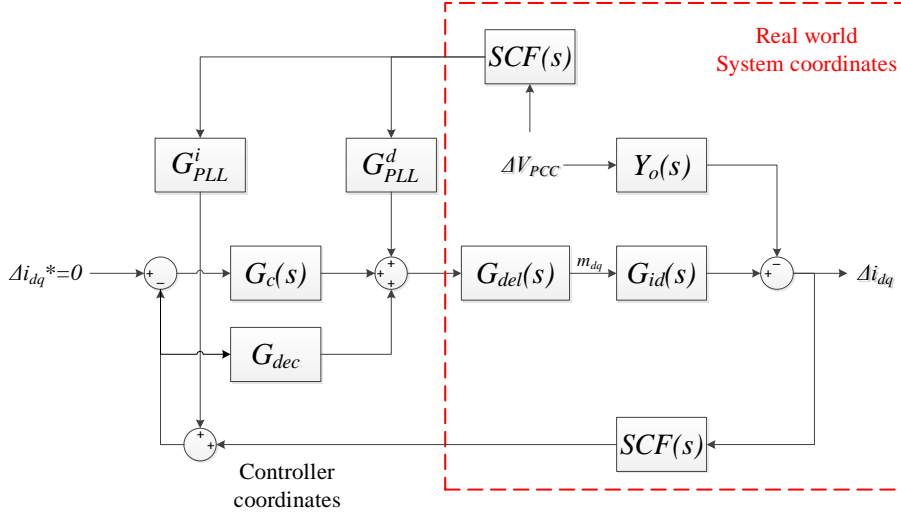 Real world
System coordinates
SCF(s)
G^i_PLL
G^d_PLL
ΔV_PCC
Y_o(s)
Δi_dq*=0
+
−
G_c(s)
+
+
+
G_del(s)
m_dq
G_id(s)
+
−
Δi_dq
G_dec
+
+
SCF(s)
Controller
coordinates